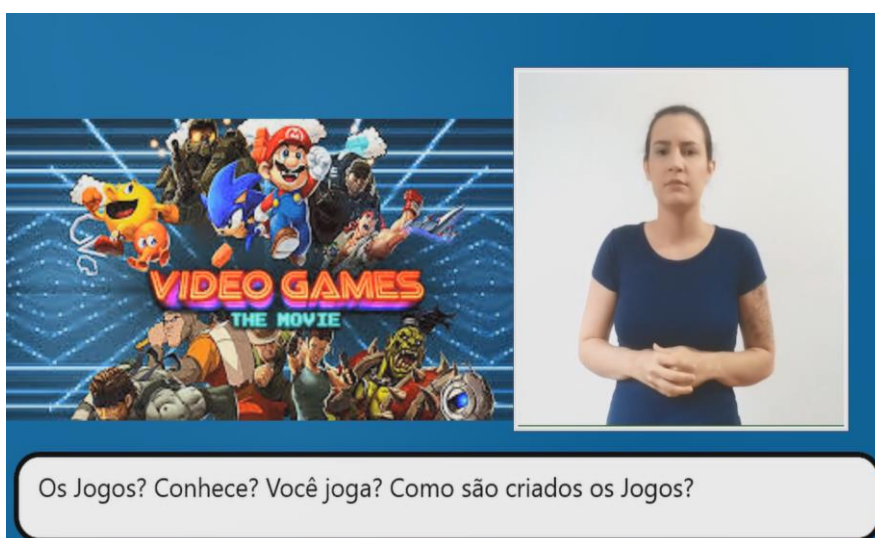 VIDEO GAMES
THE MOVIE
Os Jogos? Conhece? Você joga? Como são criados os Jogos?